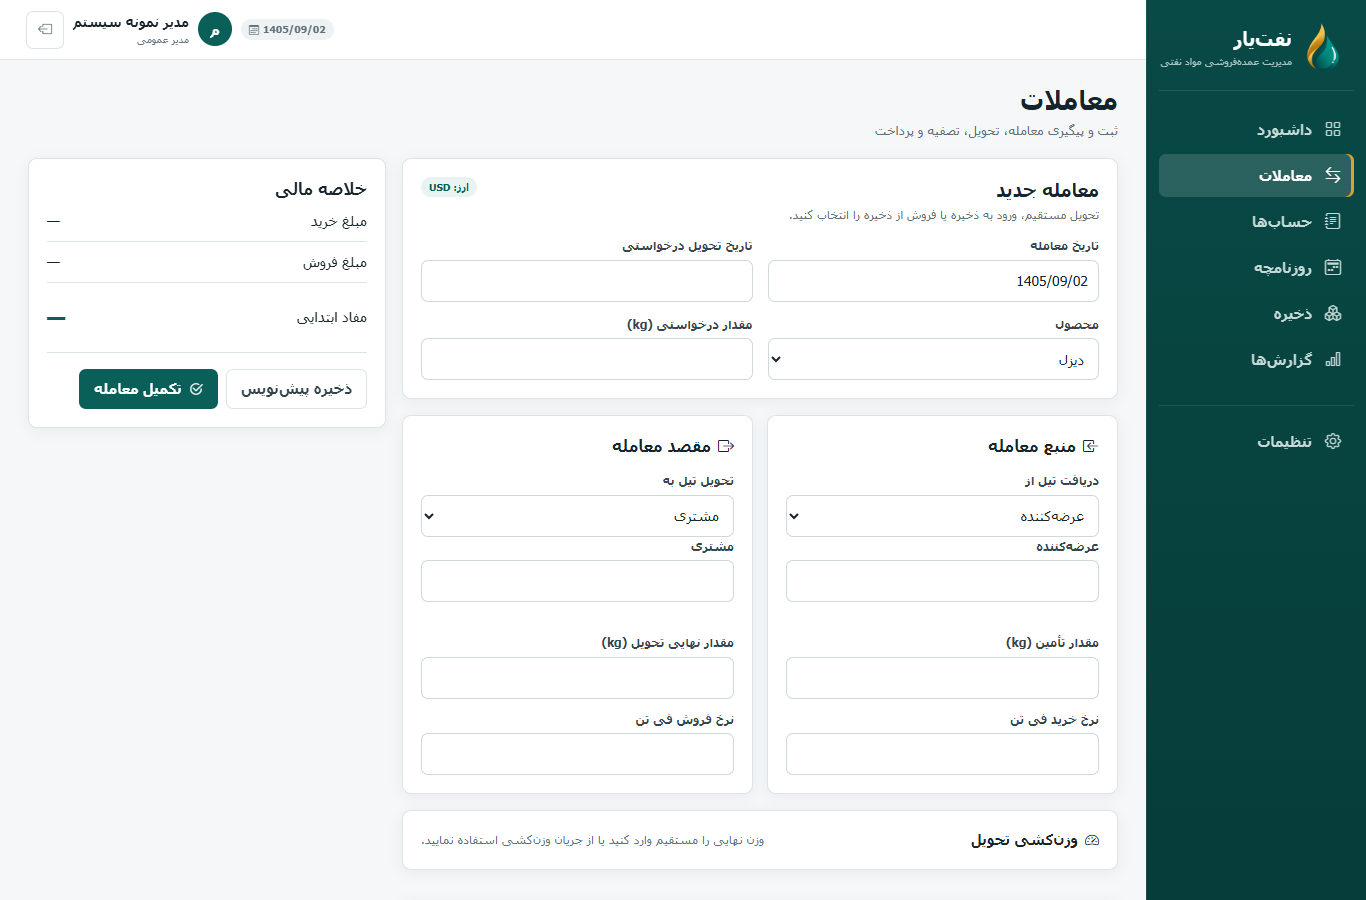 نفت‌یار
مدیریت عمده‌فروشی مواد نفتی
داشبورد
معاملات
حساب‌ها
روزنامچه
ذخیره
گزارش‌ها
تنظیمات
1405/09/02
م
مدیر نمونه سیستم
مدیر عمومی
معاملات
ثبت و پیگیری معامله، تحویل، تصفیه و پرداخت
معامله جدید
ارز: USD
تحویل مستقیم، ورود به ذخیره یا فروش از ذخیره را انتخاب کنید.
تاریخ معامله
تاریخ تحویل درخواستی
1405/09/02
محصول
مقدار درخواستی (kg)
دیزل
منبع معامله
دریافت تیل از
عرضه‌کننده
عرضه‌کننده
مقدار تأمین (kg)
نرخ خرید فی تن
مقصد معامله
تحویل تیل به
مشتری
مشتری
مقدار نهایی تحویل (kg)
نرخ فروش فی تن
وزن‌کشی تحویل
وزن نهایی را مستقیم وارد کنید یا از جریان وزن‌کشی استفاده نمایید.
خلاصه مالی
مبلغ خرید —
مبلغ فروش —
مفاد ابتدایی —
ذخیره پیش‌نویس
تکمیل معامله